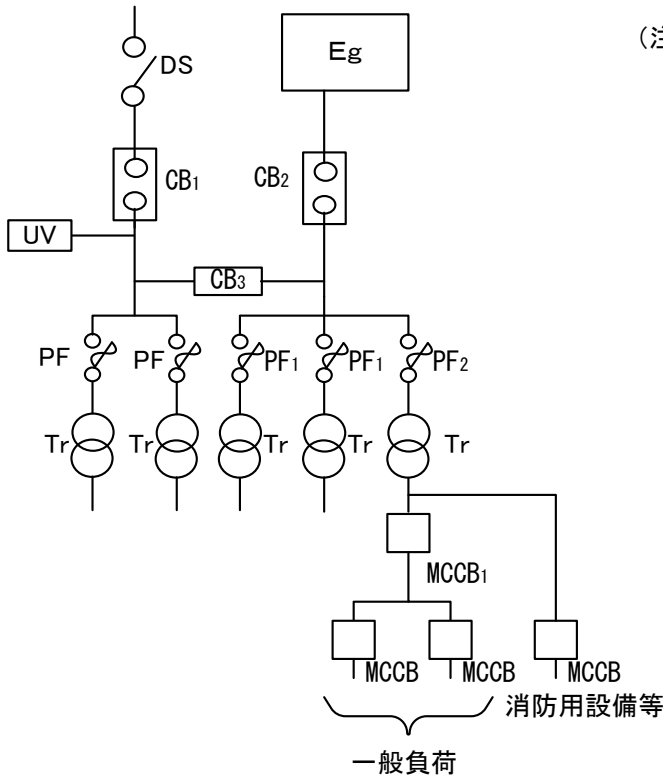 Eg
(注
DS
CB1
CB2
UV
CB3
PF
PF
PF1
PF1
PF2
Tr
Tr
Tr
Tr
Tr
MCCB1
MCCB
MCCB
MCCB
消防用設備等
一般負荷